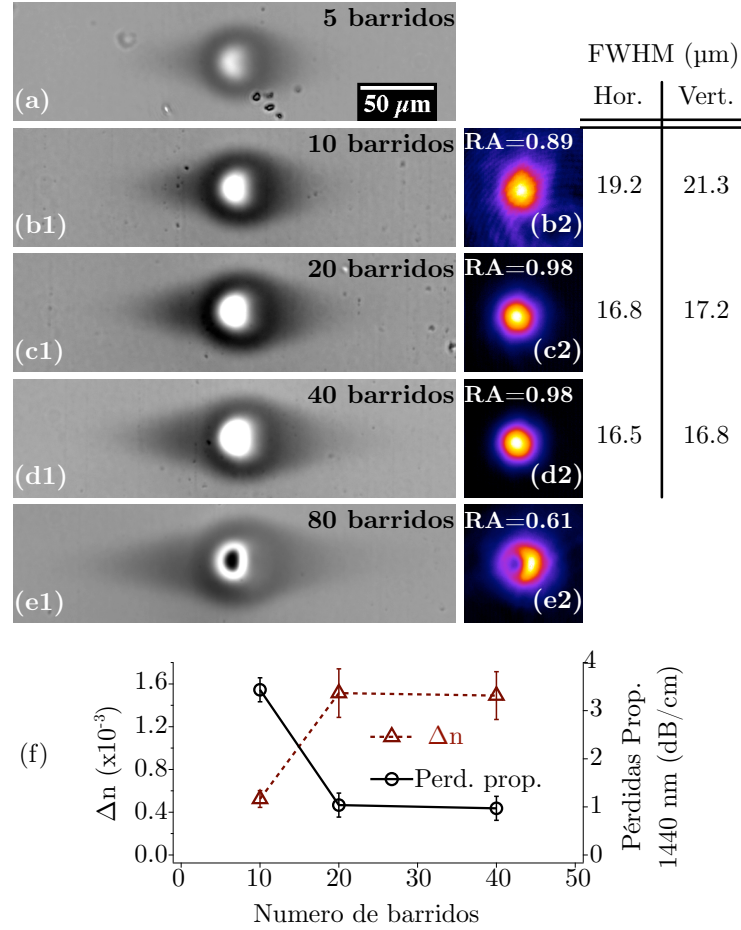 5 barridos
(a)
50 µm
FWHM (µm)
Hor. Vert.
10 barridos
(b1)
RA=0.89
(b2)
19.2 21.3
20 barridos
(c1)
RA=0.98
(c2)
16.8 17.2
40 barridos
(d1)
RA=0.98
(d2)
16.5 16.8
80 barridos
(e1)
RA=0.61
(e2)
(f)
Δn (x10⁻³)
1.6
1.2
0.8
0.4
0.0
Δn
Perd. prop.
4
3
2
1
0
Pérdidas Prop.
1440 nm (dB/cm)
0 10 20 30 40 50
Numero de barridos